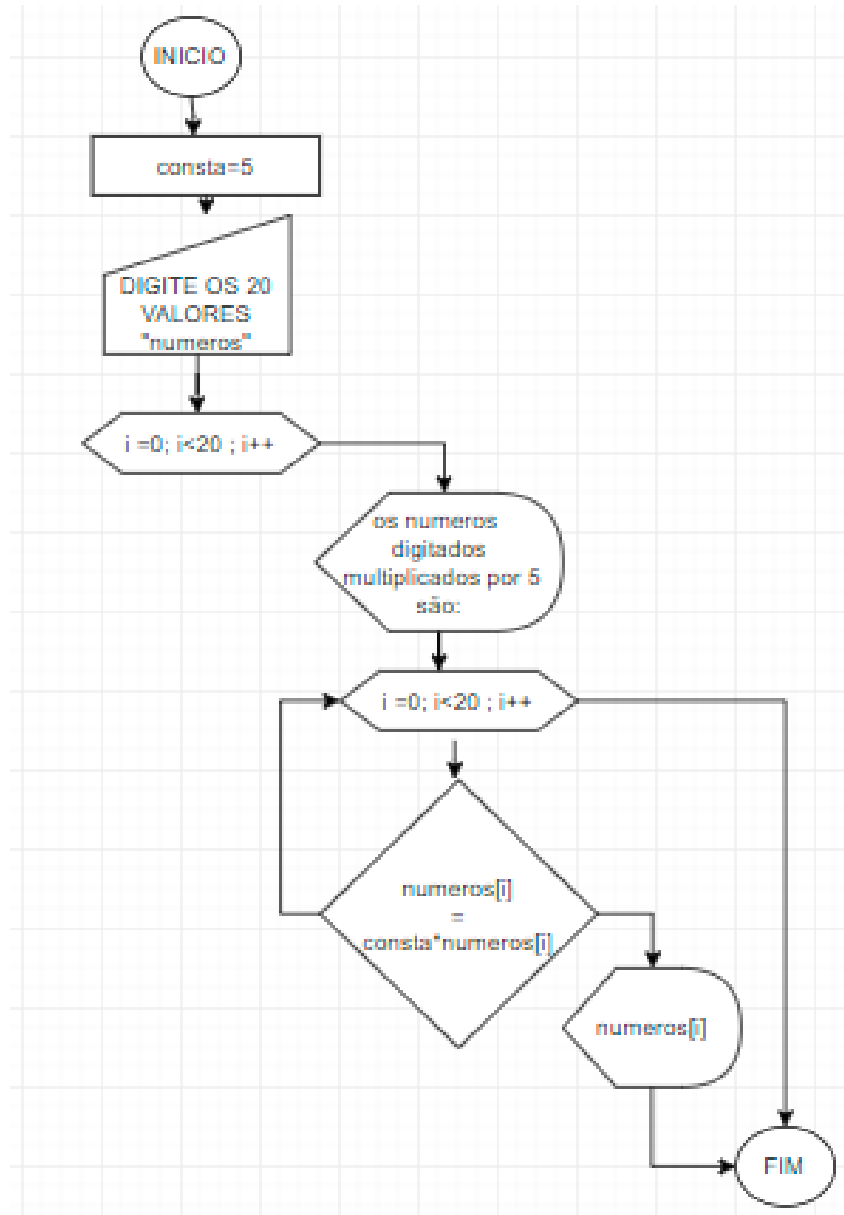 INICIO
consta=5
DIGITE OS 20
VALORES
"numeros"
i =0; i<20 ; i++
os numeros
digitados
multiplicados por 5
são:
i =0; i<20 ; i++
numeros[i]
=
consta*numeros[i]
numeros[i]
FIM